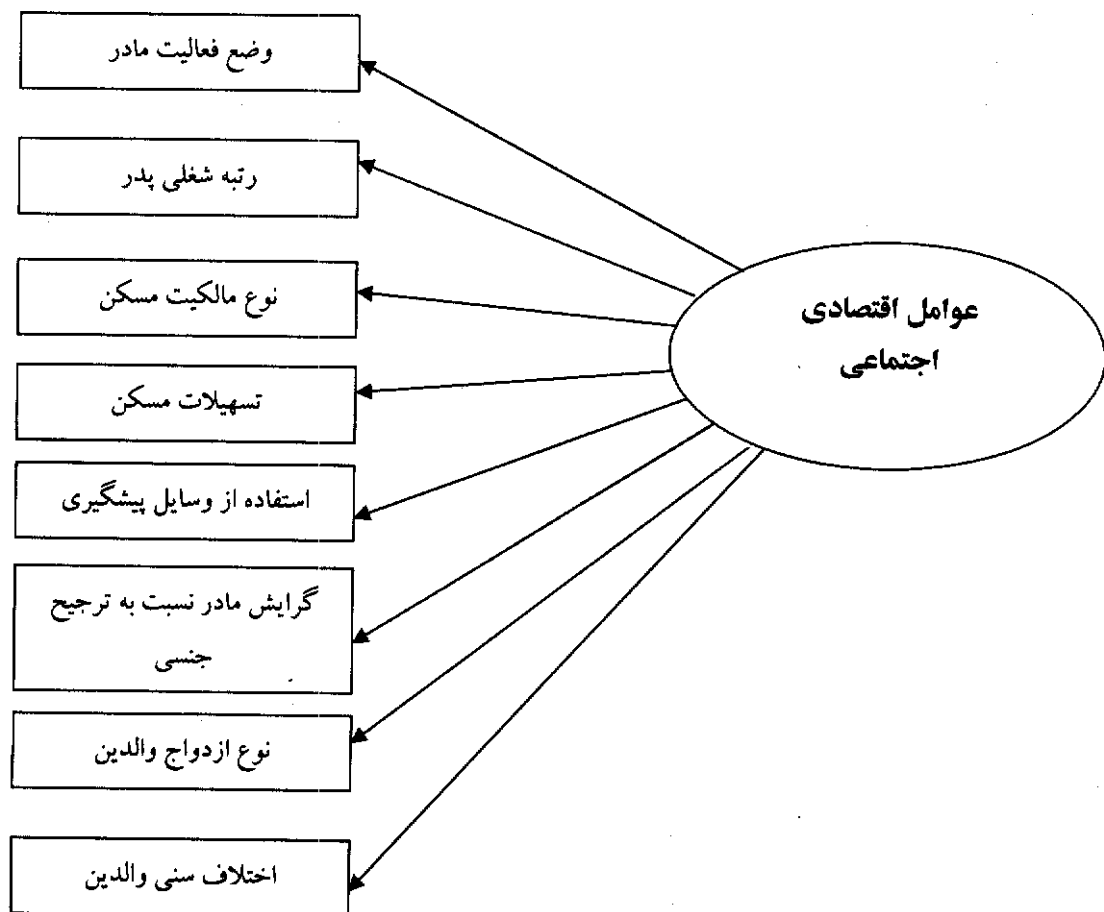 وضع فعالیت مادر
رتبه شغلی پدر
نوع مالکیت مسکن
تسهیلات مسکن
استفاده از وسایل پیشگیری
گرایش مادر نسبت به ترجیح
جنسی
نوع ازدواج والدین
اختلاف سنی والدین
عوامل اقتصادی
اجتماعی